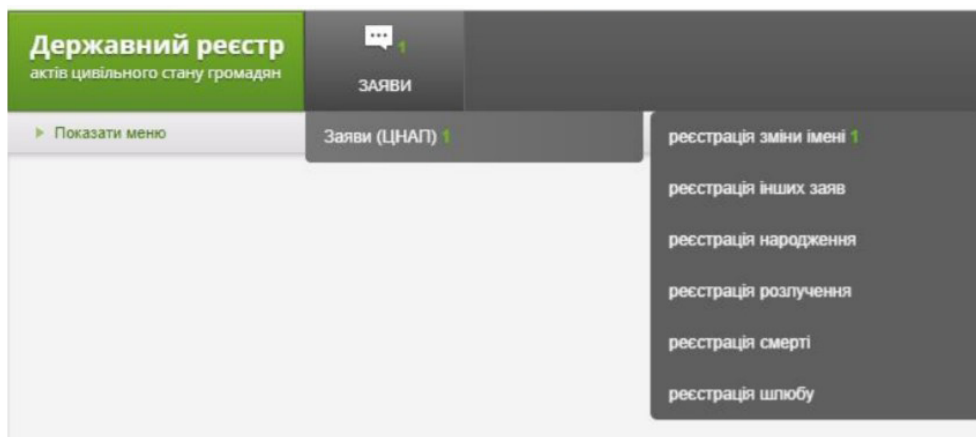 Державний реєстр
актів цивільного стану громадян
1
ЗАЯВИ
Показати меню
Заяви (ЦНАП) 1
реєстрація зміни імені 1
реєстрація інших заяв
реєстрація народження
реєстрація розлучення
реєстрація смерті
реєстрація шлюбу